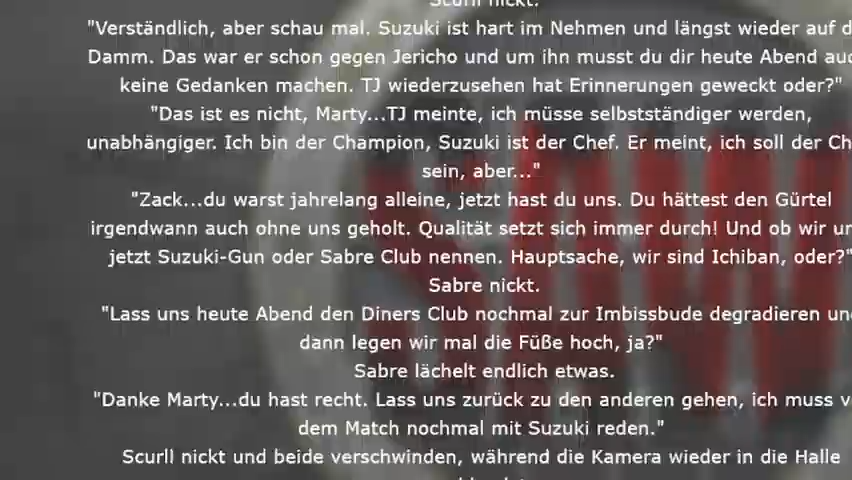 Scurll nickt.
"Verständlich, aber schau mal. Suzuki ist hart im Nehmen und längst wieder auf d
Damm. Das war er schon gegen Jericho und um ihn musst du dir heute Abend auc
keine Gedanken machen. TJ wiederzusehen hat Erinnerungen geweckt oder?"
"Das ist es nicht, Marty...TJ meinte, ich müsse selbstständiger werden,
unabhängiger. Ich bin der Champion, Suzuki ist der Chef. Er meint, ich soll der Ch
sein, aber..."
"Zack...du warst jahrelang alleine, jetzt hast du uns. Du hättest den Gürtel
irgendwann auch ohne uns geholt. Qualität setzt sich immer durch! Und ob wir un
jetzt Suzuki-Gun oder Sabre Club nennen. Hauptsache, wir sind Ichiban, oder?"
Sabre nickt.
"Lass uns heute Abend den Diners Club nochmal zur Imbissbude degradieren und
dann legen wir mal die Füße hoch, ja?"
Sabre lächelt endlich etwas.
"Danke Marty...du hast recht. Lass uns zurück zu den anderen gehen, ich muss v
dem Match nochmal mit Suzuki reden."
Scurll nickt und beide verschwinden, während die Kamera wieder in die Halle